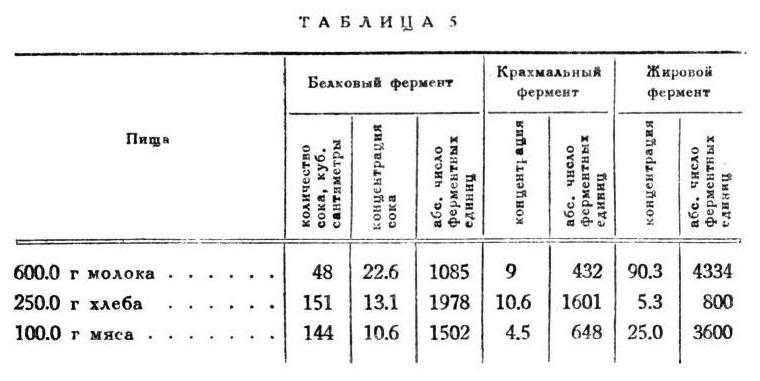 ТАБЛИЦА 5
Пища
Белковый фермент
Крахмальный
фермент
Жировой
фермент
количество
сока, куб.
сантиметры
концентрация
сока
абс. число
ферментных
единиц
концентрация
абс. число
ферментных
единиц
концентрация
абс. число
ферментных
единиц
600.0 г молока . . . . . . 48 22.6 1085 9 432 90.3 4334
250.0 г хлеба . . . . . . 151 13.1 1978 10.6 1601 5.3 800
100.0 г мяса . . . . . . . 144 10.6 1502 4.5 648 25.0 3600